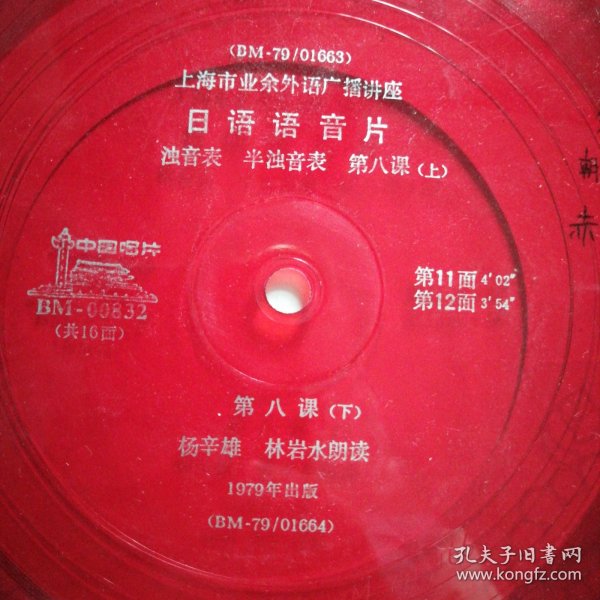 (BM-79/01663)
上海市业余外语广播讲座
日语语音片
浊音表 半浊音表 第八课(上)
中国唱片
BM-00832
(共16面)
第11面 4′02″
第12面 3′54″
第八课(下)
杨辛雄 林岩水朗读
1979年出版
(BM-79/01664)
朝
赤
孔夫子旧书网
www.kongfz.com